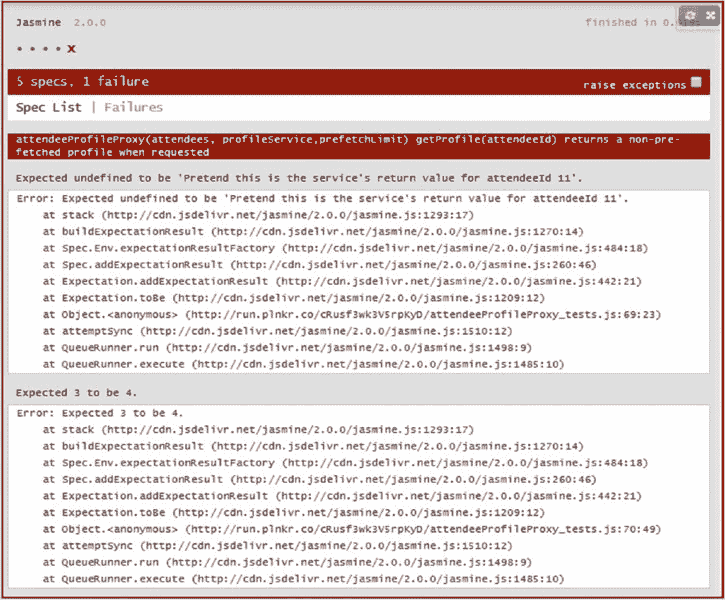 Jasmine 2.0.0
finished in
• • • • x
5 specs, 1 failure
raise exceptions
Spec List | Failures
attendeeProfileProxy(attendees, profileService,prefetchLimit) getProfile(attendeeId) returns a non-pre-
fetched profile when requested
Expected undefined to be 'Pretend this is the service's return value for attendeeId 11'.
Error: Expected undefined to be 'Pretend this is the service's return value for attendeeId 11'.
at stack (http://cdn.jsdelivr.net/jasmine/2.0.0/jasmine.js:1293:17)
at buildExpectationResult (http://cdn.jsdelivr.net/jasmine/2.0.0/jasmine.js:1270:14)
at Spec.Env.expectationResultFactory (http://cdn.jsdelivr.net/jasmine/2.0.0/jasmine.js:484:18)
at Spec.addExpectationResult (http://cdn.jsdelivr.net/jasmine/2.0.0/jasmine.js:260:46)
at Expectation.addExpectationResult (http://cdn.jsdelivr.net/jasmine/2.0.0/jasmine.js:442:21)
at Expectation.toBe (http://cdn.jsdelivr.net/jasmine/2.0.0/jasmine.js:1209:12)
at Object.<anonymous> (http://run.plnkr.co/cRusf3wk3V5rpKyD/attendeeProfileProxy_tests.js:69:23)
at attemptSync (http://cdn.jsdelivr.net/jasmine/2.0.0/jasmine.js:1510:12)
at QueueRunner.run (http://cdn.jsdelivr.net/jasmine/2.0.0/jasmine.js:1498:9)
at QueueRunner.execute (http://cdn.jsdelivr.net/jasmine/2.0.0/jasmine.js:1485:10)
Expected 3 to be 4.
Error: Expected 3 to be 4.
at stack (http://cdn.jsdelivr.net/jasmine/2.0.0/jasmine.js:1293:17)
at buildExpectationResult (http://cdn.jsdelivr.net/jasmine/2.0.0/jasmine.js:1270:14)
at Spec.Env.expectationResultFactory (http://cdn.jsdelivr.net/jasmine/2.0.0/jasmine.js:484:18)
at Spec.addExpectationResult (http://cdn.jsdelivr.net/jasmine/2.0.0/jasmine.js:260:46)
at Expectation.addExpectationResult (http://cdn.jsdelivr.net/jasmine/2.0.0/jasmine.js:442:21)
at Expectation.toBe (http://cdn.jsdelivr.net/jasmine/2.0.0/jasmine.js:1209:12)
at Object.<anonymous> (http://run.plnkr.co/cRusf3wk3V5rpKyD/attendeeProfileProxy_tests.js:70:49)
at attemptSync (http://cdn.jsdelivr.net/jasmine/2.0.0/jasmine.js:1510:12)
at QueueRunner.run (http://cdn.jsdelivr.net/jasmine/2.0.0/jasmine.js:1498:9)
at QueueRunner.execute (http://cdn.jsdelivr.net/jasmine/2.0.0/jasmine.js:1485:10)